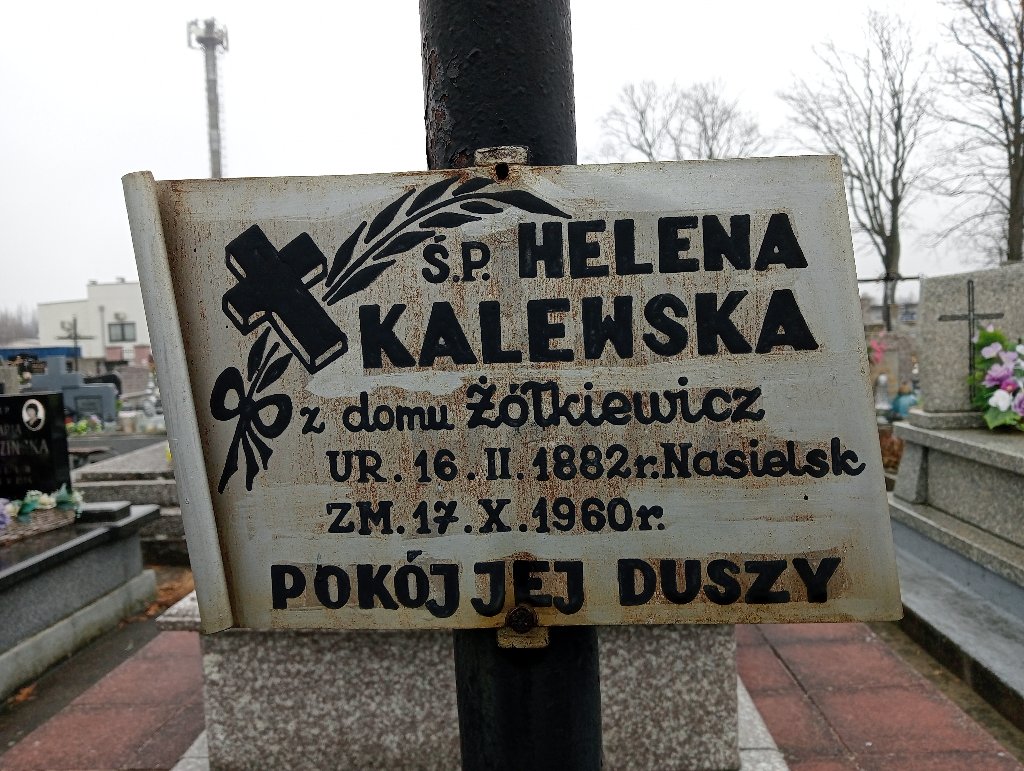 Ś.P. HELENA
KALEWSKA
z domu Żółkiewicz
UR. 16. II. 1882r. Nasielsk
ZM. 17. X. 1960r.
POKÓJ JEJ DUSZY